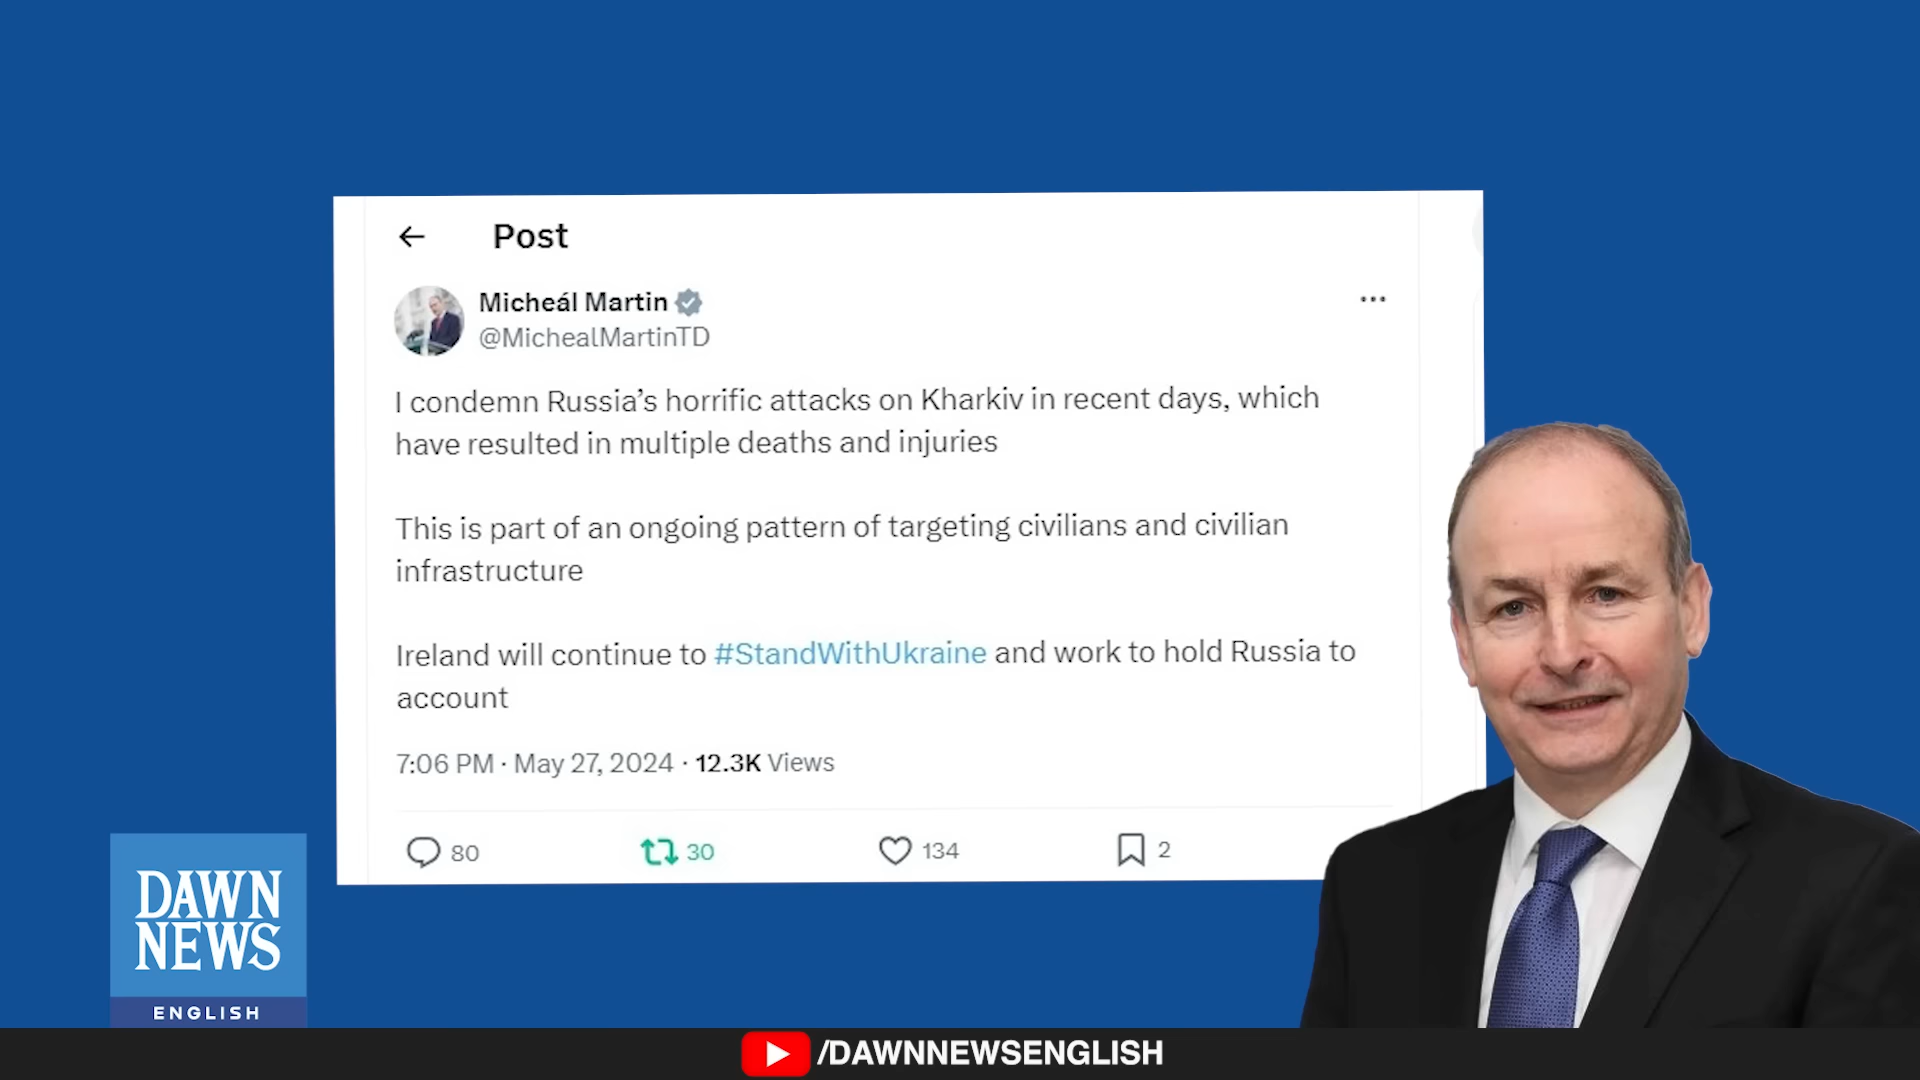 Post
Micheál Martin
@MichealMartinTD
I condemn Russia’s horrific attacks on Kharkiv in recent days, which
have resulted in multiple deaths and injuries
This is part of an ongoing pattern of targeting civilians and civilian
infrastructure
Ireland will continue to #StandWithUkraine and work to hold Russia to
account
7:06 PM · May 27, 2024 · 12.3K Views
80 30 134 2
DAWN
NEWS
ENGLISH
/DAWNNEWSENGLISH